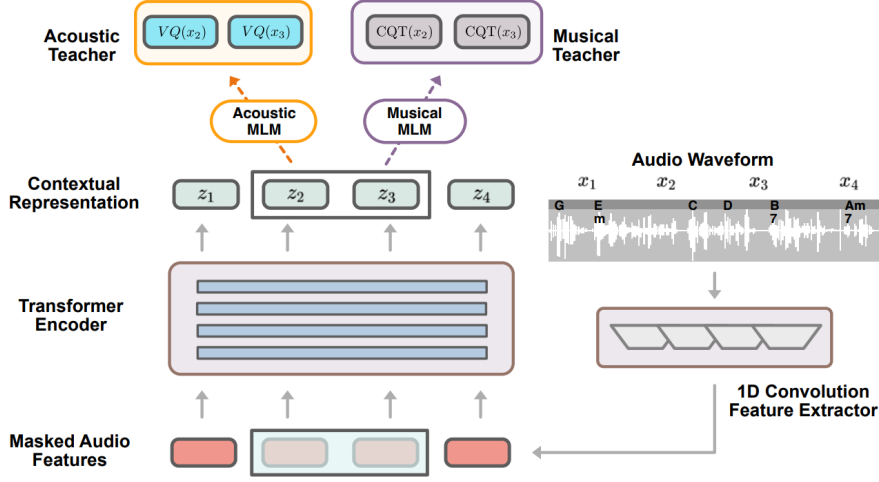 Acoustic
Teacher
VQ(x₂)
VQ(x₃)
CQT(x₂)
CQT(x₃)
Musical
Teacher
Acoustic
MLM
Musical
MLM
Contextual
Representation
z₁
z₂
z₃
z₄
Audio Waveform
x₁
x₂
x₃
x₄
G
E
m
C
D
B
7
Am
7
Transformer
Encoder
1D Convolution
Feature Extractor
Masked Audio
Features